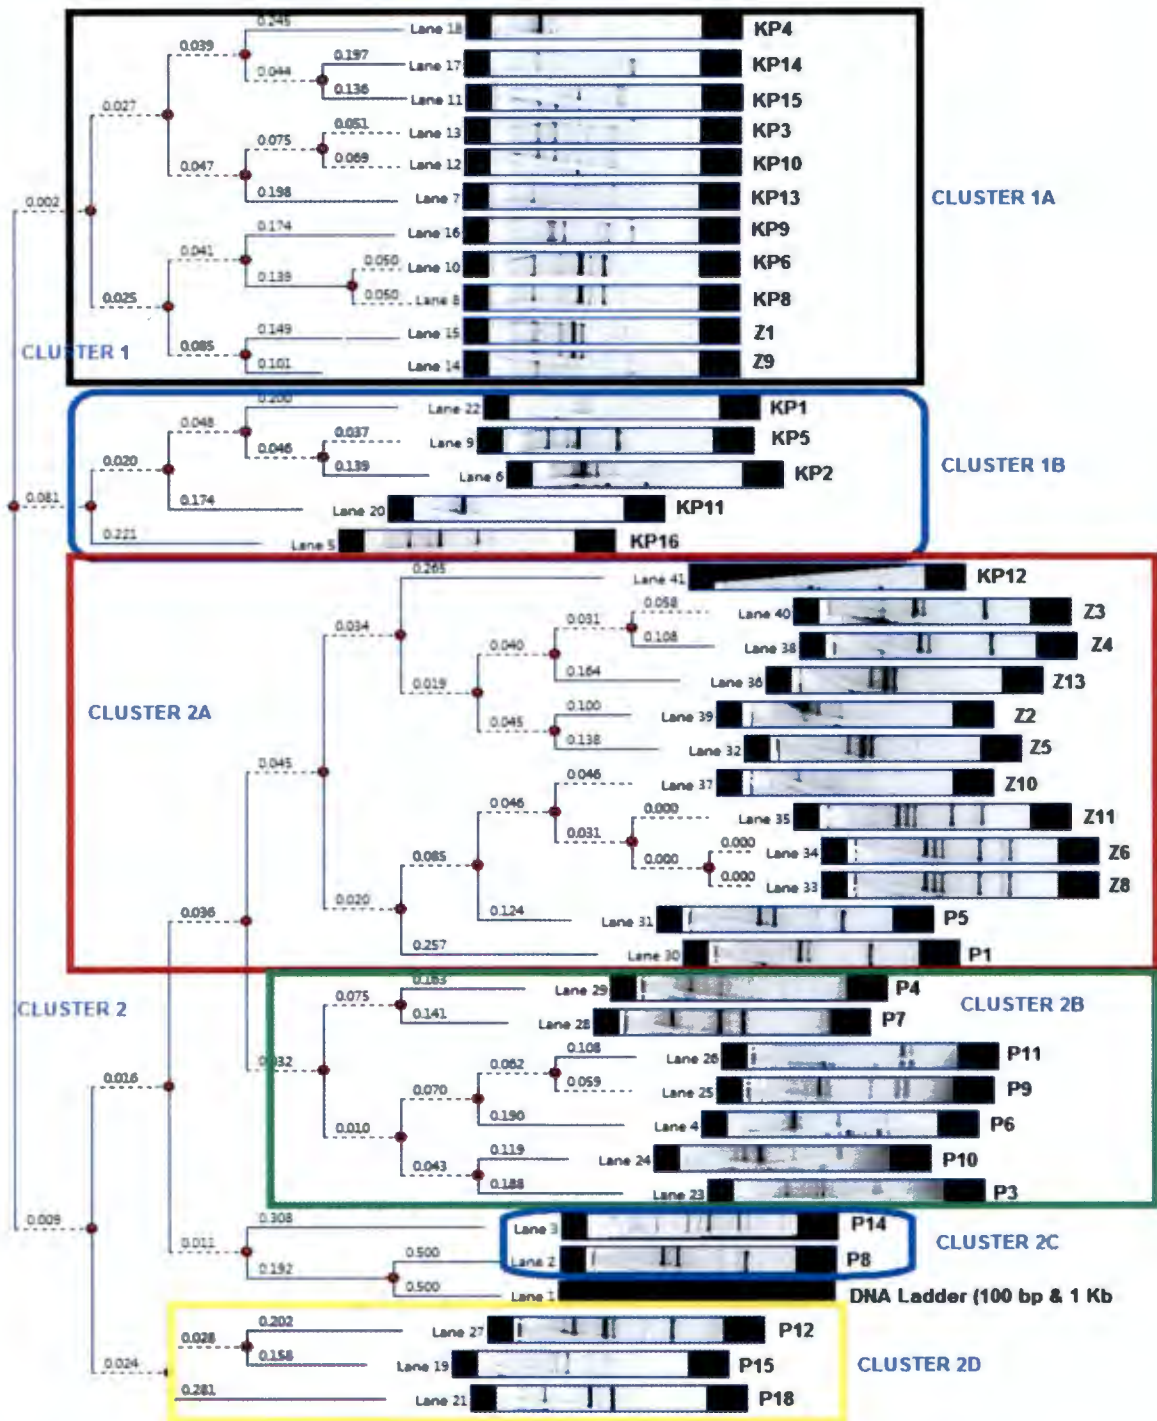 0.245 Lane 18 KP4
0.039
0.197 Lane 17 KP14
0.044
0.136 Lane 11 KP15
0.027
0.051 Lane 13 KP3
0.075
0.069 Lane 12 KP10
0.047
0.198 Lane 7 KP13
CLUSTER 1A
0.002
0.174 Lane 16 KP9
0.041
0.050 Lane 10 KP6
0.139
0.050 Lane 8 KP8
0.025
0.149 Lane 15 Z1
CLUSTER 1
0.085
0.101 Lane 14 Z9
0.200 Lane 22 KP1
0.048
0.037 Lane 9 KP5
0.046
0.020
0.139 Lane 6 KP2
CLUSTER 1B
0.081
0.174 Lane 20 KP11
0.221 Lane 5 KP16
0.265 Lane 41 KP12
0.058 Lane 40 Z3
0.031
0.034
0.108 Lane 38 Z4
0.040
0.164 Lane 36 Z13
0.019
CLUSTER 2A
0.100 Lane 39 Z2
0.045
0.138 Lane 32 Z5
0.045
0.046 Lane 37 Z10
0.046
0.000 Lane 35 Z11
0.031
0.000 Lane 34 Z6
0.085
0.000
0.000 Lane 33 Z8
0.020
0.124 Lane 31 P5
0.036
0.257 Lane 30 P1
0.163 Lane 29 P4
CLUSTER 2B
0.075
CLUSTER 2
0.141 Lane 28 P7
0.108 Lane 26 P11
0.062
0.032
0.059 Lane 25 P9
0.016
0.070
0.190 Lane 4 P6
0.010
0.119 Lane 24 P10
0.043
0.188 Lane 23 P3
0.009
0.308 Lane 3 P14
0.011
CLUSTER 2C
0.500 Lane 2 P8
0.192
0.500 Lane 1 DNA Ladder (100 bp & 1 Kb
0.202 Lane 27 P12
0.028
0.158 Lane 19 P15
CLUSTER 2D
0.024
0.281 Lane 21 P18